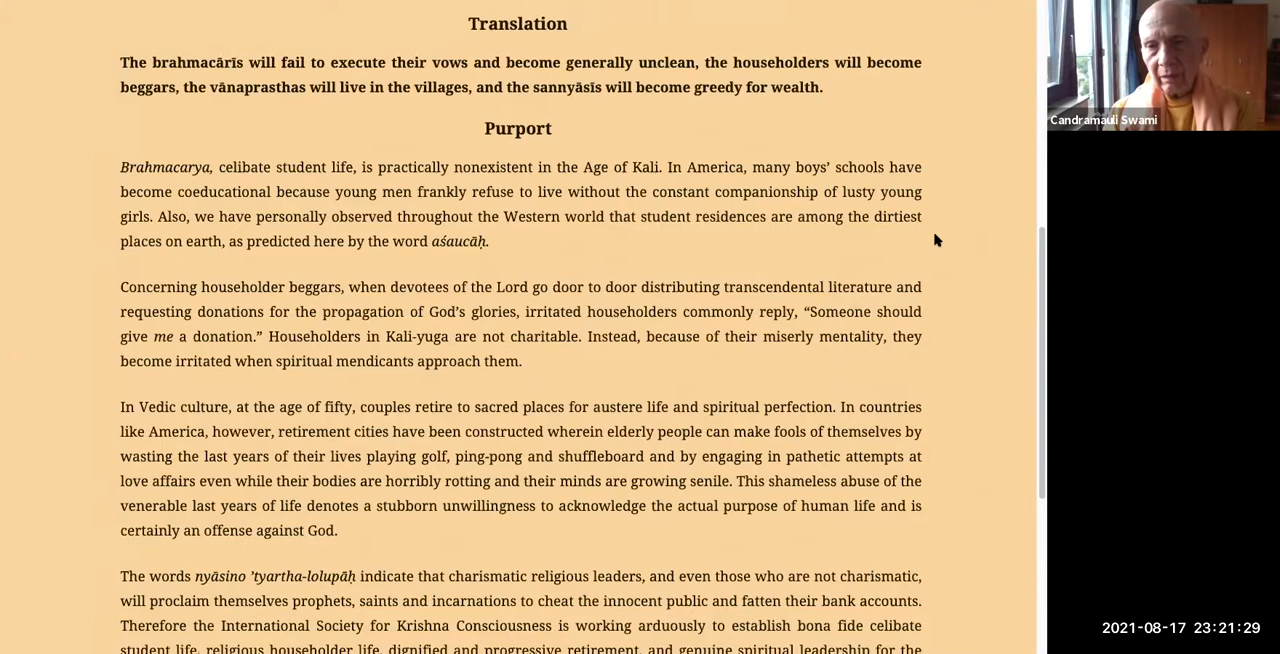 Translation
The brahmacārīs will fail to execute their vows and become generally unclean, the householders will become
beggars, the vānaprasthas will live in the villages, and the sannyāsīs will become greedy for wealth.
Purport
Brahmacarya, celibate student life, is practically nonexistent in the Age of Kali. In America, many boys’ schools have
become coeducational because young men frankly refuse to live without the constant companionship of lusty young
girls. Also, we have personally observed throughout the Western world that student residences are among the dirtiest
places on earth, as predicted here by the word aśaucāḥ.
Concerning householder beggars, when devotees of the Lord go door to door distributing transcendental literature and
requesting donations for the propagation of God’s glories, irritated householders commonly reply, “Someone should
give me a donation.” Householders in Kali-yuga are not charitable. Instead, because of their miserly mentality, they
become irritated when spiritual mendicants approach them.
In Vedic culture, at the age of fifty, couples retire to sacred places for austere life and spiritual perfection. In countries
like America, however, retirement cities have been constructed wherein elderly people can make fools of themselves by
wasting the last years of their lives playing golf, ping-pong and shuffleboard and by engaging in pathetic attempts at
love affairs even while their bodies are horribly rotting and their minds are growing senile. This shameless abuse of the
venerable last years of life denotes a stubborn unwillingness to acknowledge the actual purpose of human life and is
certainly an offense against God.
The words nyāsino ’tyartha-lolupāḥ indicate that charismatic religious leaders, and even those who are not charismatic,
will proclaim themselves prophets, saints and incarnations to cheat the innocent public and fatten their bank accounts.
Therefore the International Society for Krishna Consciousness is working arduously to establish bona fide celibate
student life, religious householder life, dignified and progressive retirement, and genuine spiritual leadership for the
Candramauli Swami
2021-08-17 23:21:29